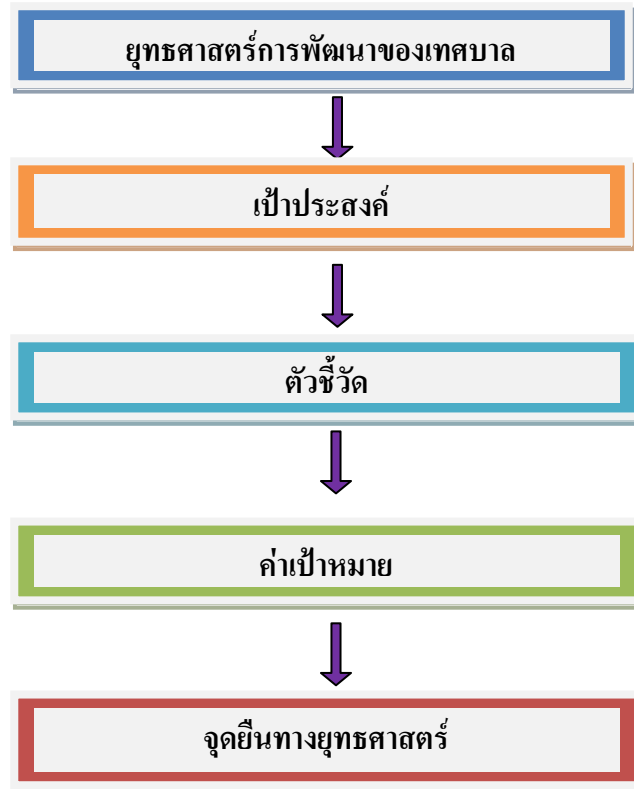 ยุทธศาสตร์การพัฒนาของเทศบาล
เป้าประสงค์
ตัวชี้วัด
ค่าเป้าหมาย
จุดยืนทางยุทธศาสตร์